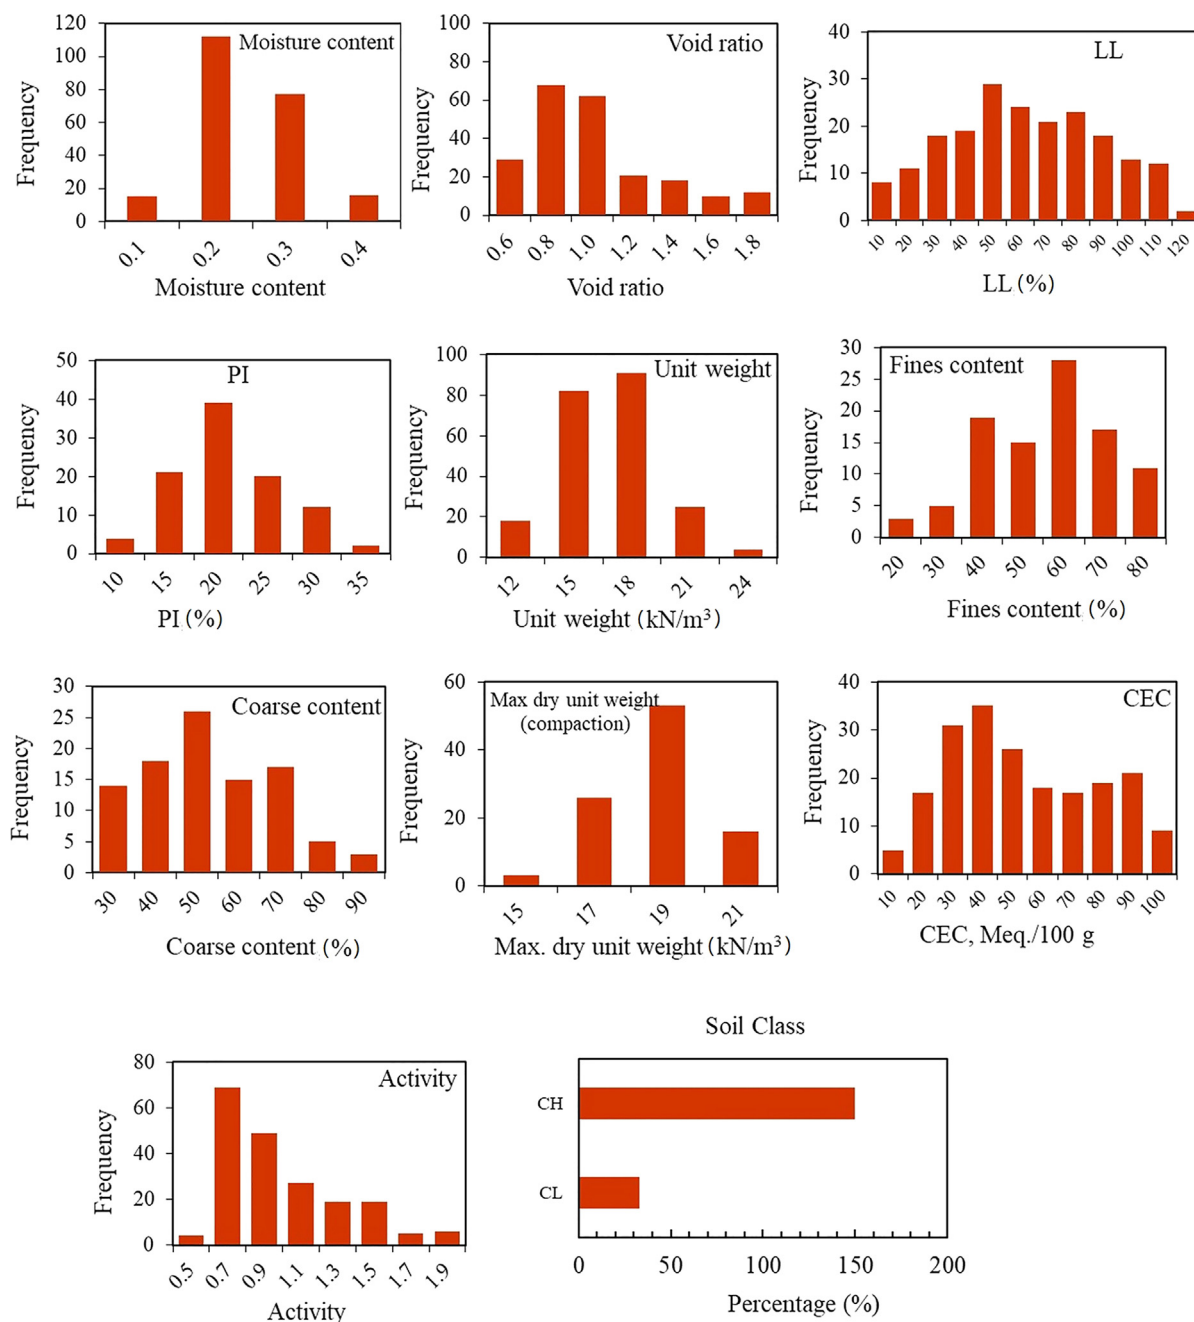 Moisture content
Frequency
120
100
80
60
40
20
0
0.1 0.2 0.3 0.4
Moisture content
Void ratio
Frequency
100
80
60
40
20
0
0.6 0.8 1.0 1.2 1.4 1.6 1.8
Void ratio
LL
Frequency
40
30
20
10
0
10 20 30 40 50 60 70 80 90 100 110 120
LL (%)
PI
Frequency
50
40
30
20
10
0
10 15 20 25 30 35
PI (%)
Unit weight
Frequency
100
80
60
40
20
0
12 15 18 21 24
Unit weight (kN/m³)
Fines content
Frequency
30
25
20
15
10
5
0
20 30 40 50 60 70 80
Fines content (%)
Coarse content
Frequency
30
25
20
15
10
5
0
30 40 50 60 70 80 90
Coarse content (%)
Max dry unit weight
(compaction)
Frequency
60
40
20
0
15 17 19 21
Max. dry unit weight (kN/m³)
CEC
Frequency
40
30
20
10
0
10 20 30 40 50 60 70 80 90 100
CEC, Meq./100 g
Activity
Frequency
80
60
40
20
0
0.5 0.7 0.9 1.1 1.3 1.5 1.7 1.9
Activity
Soil Class
CH
CL
0 50 100 150 200
Percentage (%)